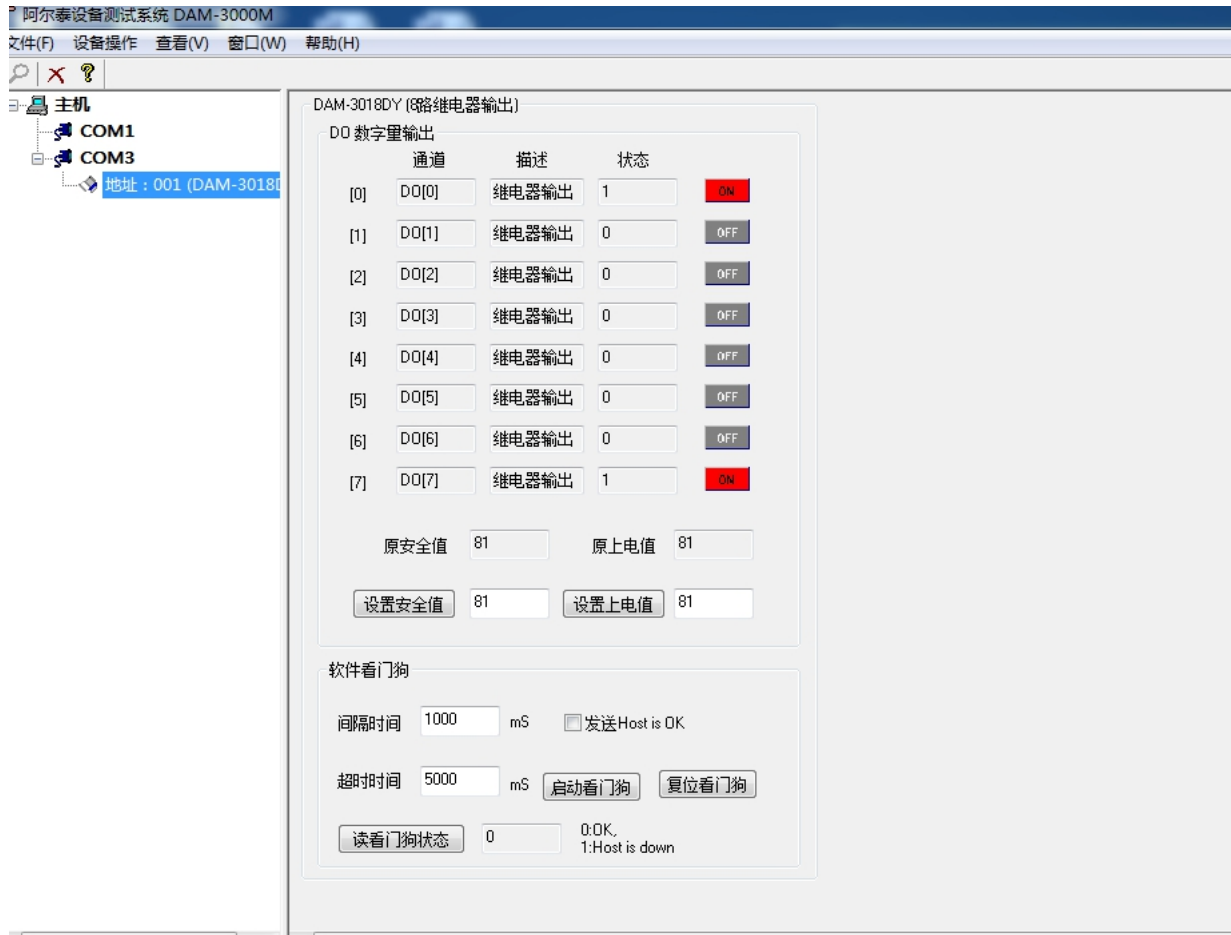 阿尔泰设备测试系统 DAM-3000M
文件(F) 设备操作 查看(V) 窗口(W) 帮助(H)
主机
COM1
COM3
地址：001 (DAM-3018D
DAM-3018DY (8路继电器输出)
DO 数字量输出
通道 描述 状态
[0] DO[0] 继电器输出 1 ON
[1] DO[1] 继电器输出 0 OFF
[2] DO[2] 继电器输出 0 OFF
[3] DO[3] 继电器输出 0 OFF
[4] DO[4] 继电器输出 0 OFF
[5] DO[5] 继电器输出 0 OFF
[6] DO[6] 继电器输出 0 OFF
[7] DO[7] 继电器输出 1 ON
原安全值 81 原上电值 81
设置安全值 81 设置上电值 81
软件看门狗
间隔时间 1000 mS 发送Host is OK
超时时间 5000 mS 启动看门狗 复位看门狗
读看门狗状态 0 0:OK,
1:Host is down